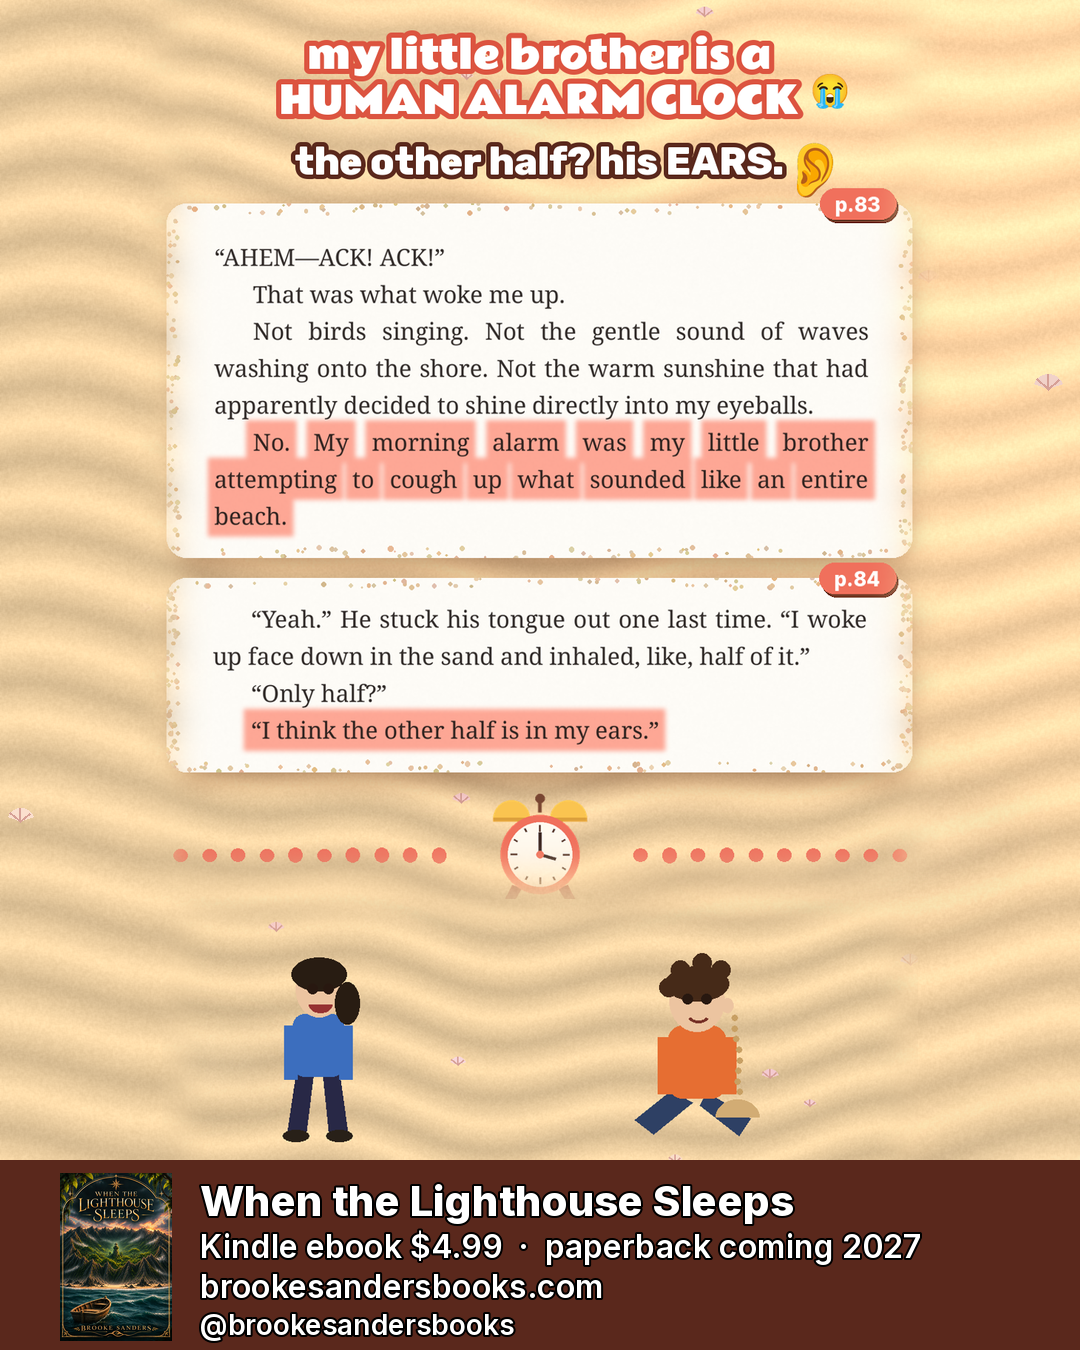 my little brother is a
HUMAN ALARM CLOCK 😭
the other half? his EARS. 👂
p.83
“AHEM—ACK! ACK!”
That was what woke me up.
Not birds singing. Not the gentle sound of waves
washing onto the shore. Not the warm sunshine that had
apparently decided to shine directly into my eyeballs.
No. My morning alarm was my little brother
attempting to cough up what sounded like an entire
beach.
p.84
“Yeah.” He stuck his tongue out one last time. “I woke
up face down in the sand and inhaled, like, half of it.”
“Only half?”
“I think the other half is in my ears.”
WHEN THE
LIGHTHOUSE
SLEEPS
BROOKE SANDERS
When the Lighthouse Sleeps
Kindle ebook $4.99 · paperback coming 2027
brookesandersbooks.com
@brookesandersbooks